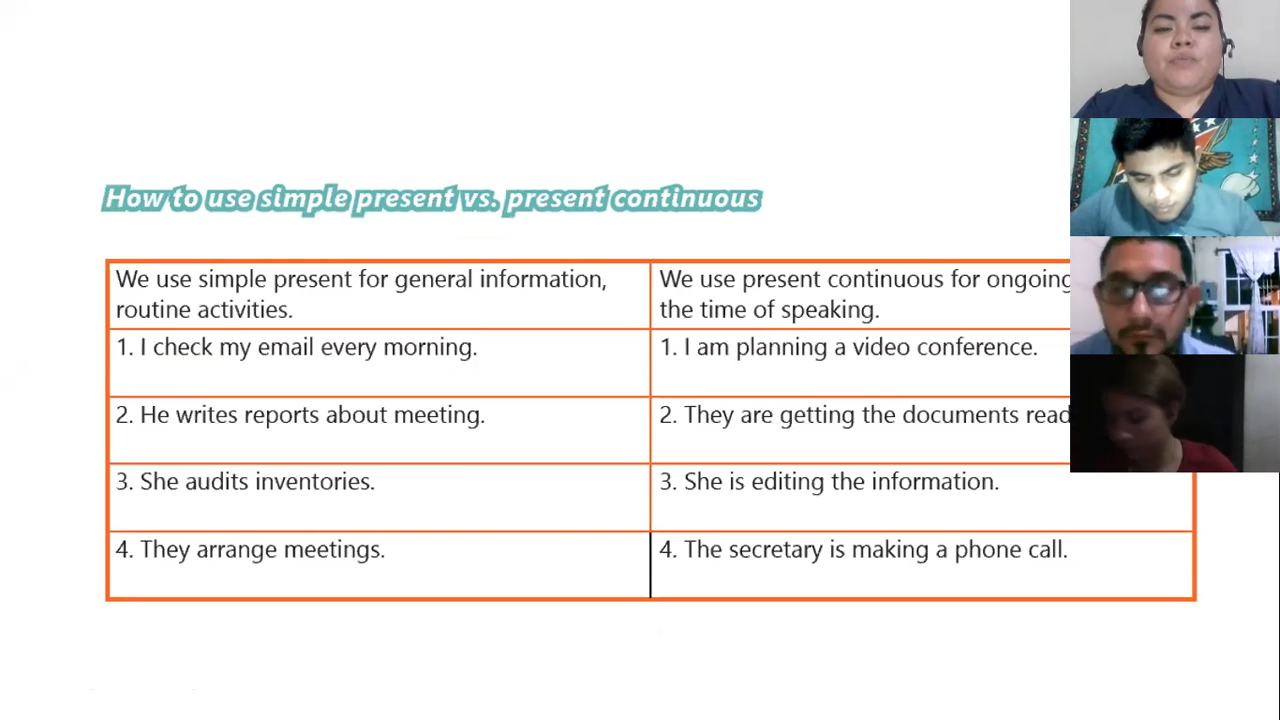 How to use simple present vs. present continuous
We use simple present for general information,
routine activities.
We use present continuous for ongoing
the time of speaking.
1. I check my email every morning.
1. I am planning a video conference.
2. He writes reports about meeting.
2. They are getting the documents
3. She audits inventories.
3. She is editing the information.
4. They arrange meetings.
4. The secretary is making a phone call.